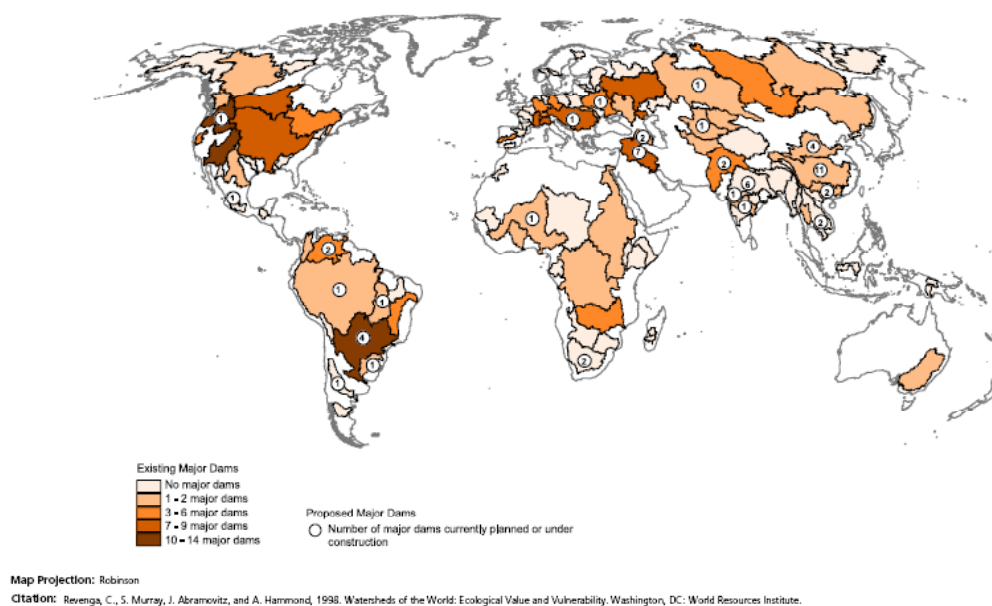 1
1
2
1
1
4
1
1
1
1
2
7
1
1
2
4
11
6
2
1
1
2
1
2
Existing Major Dams
No major dams
1 - 2 major dams
3 - 6 major dams
7 - 9 major dams
10 - 14 major dams
Proposed Major Dams
Number of major dams currently planned or under
construction
Map Projection: Robinson
Citation: Revenga, C., S. Murray, J. Abramovitz, and A. Hammond, 1998. Watersheds of the World: Ecological Value and Vulnerability. Washington, DC: World Resources Institute.